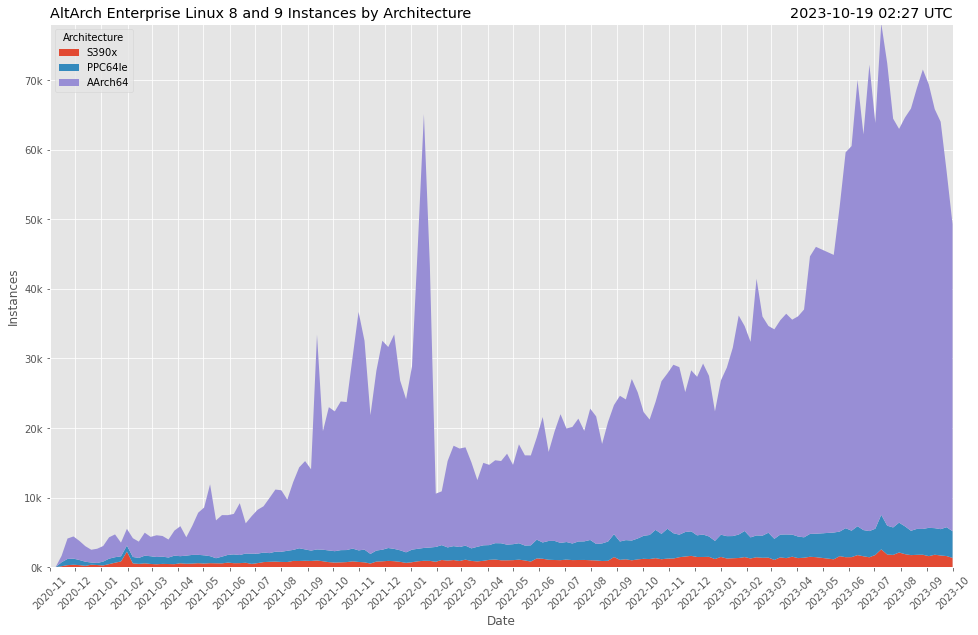 AltArch Enterprise Linux 8 and 9 Instances by Architecture
2023-10-19 02:27 UTC
Architecture
S390x
PPC64le
AArch64
70k
60k
50k
40k
30k
20k
10k
0k
Instances
2020-11
2020-11
2021-01
2021-02
2021-03
2021-04
2021-05
2021-06
2021-07
2021-08
2021-09
2021-10
2021-11
2021-12
2022-01
2022-02
2022-03
2022-04
2022-05
2022-06
2022-07
2022-08
2022-09
2022-10
2022-11
2022-12
2023-01
2023-02
2023-03
2023-04
2023-05
2023-06
2023-07
2023-08
2023-09
2023-10
Date